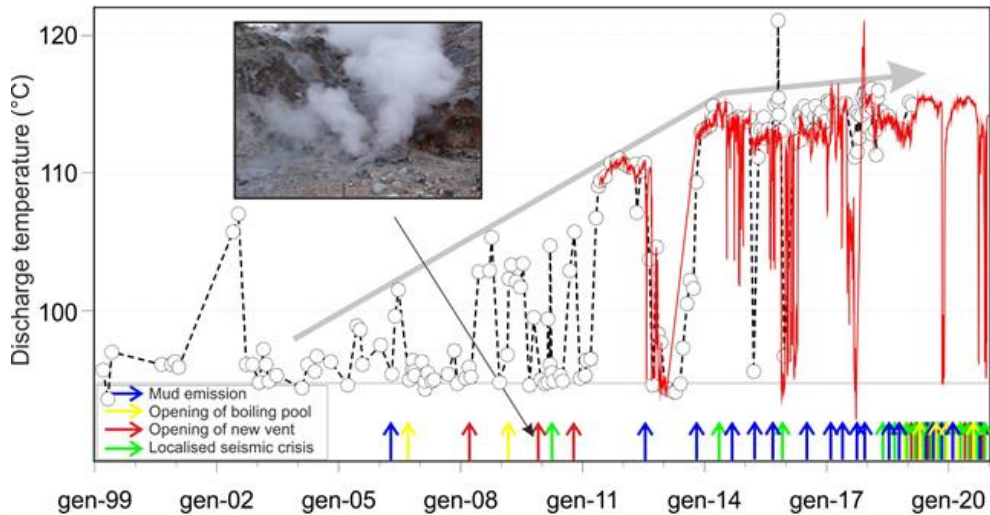 Discharge temperature (°C)
120
110
100
Mud emission
Opening of boiling pool
Opening of new vent
Localised seismic crisis
gen-99 gen-02 gen-05 gen-08 gen-11 gen-14 gen-17 gen-20